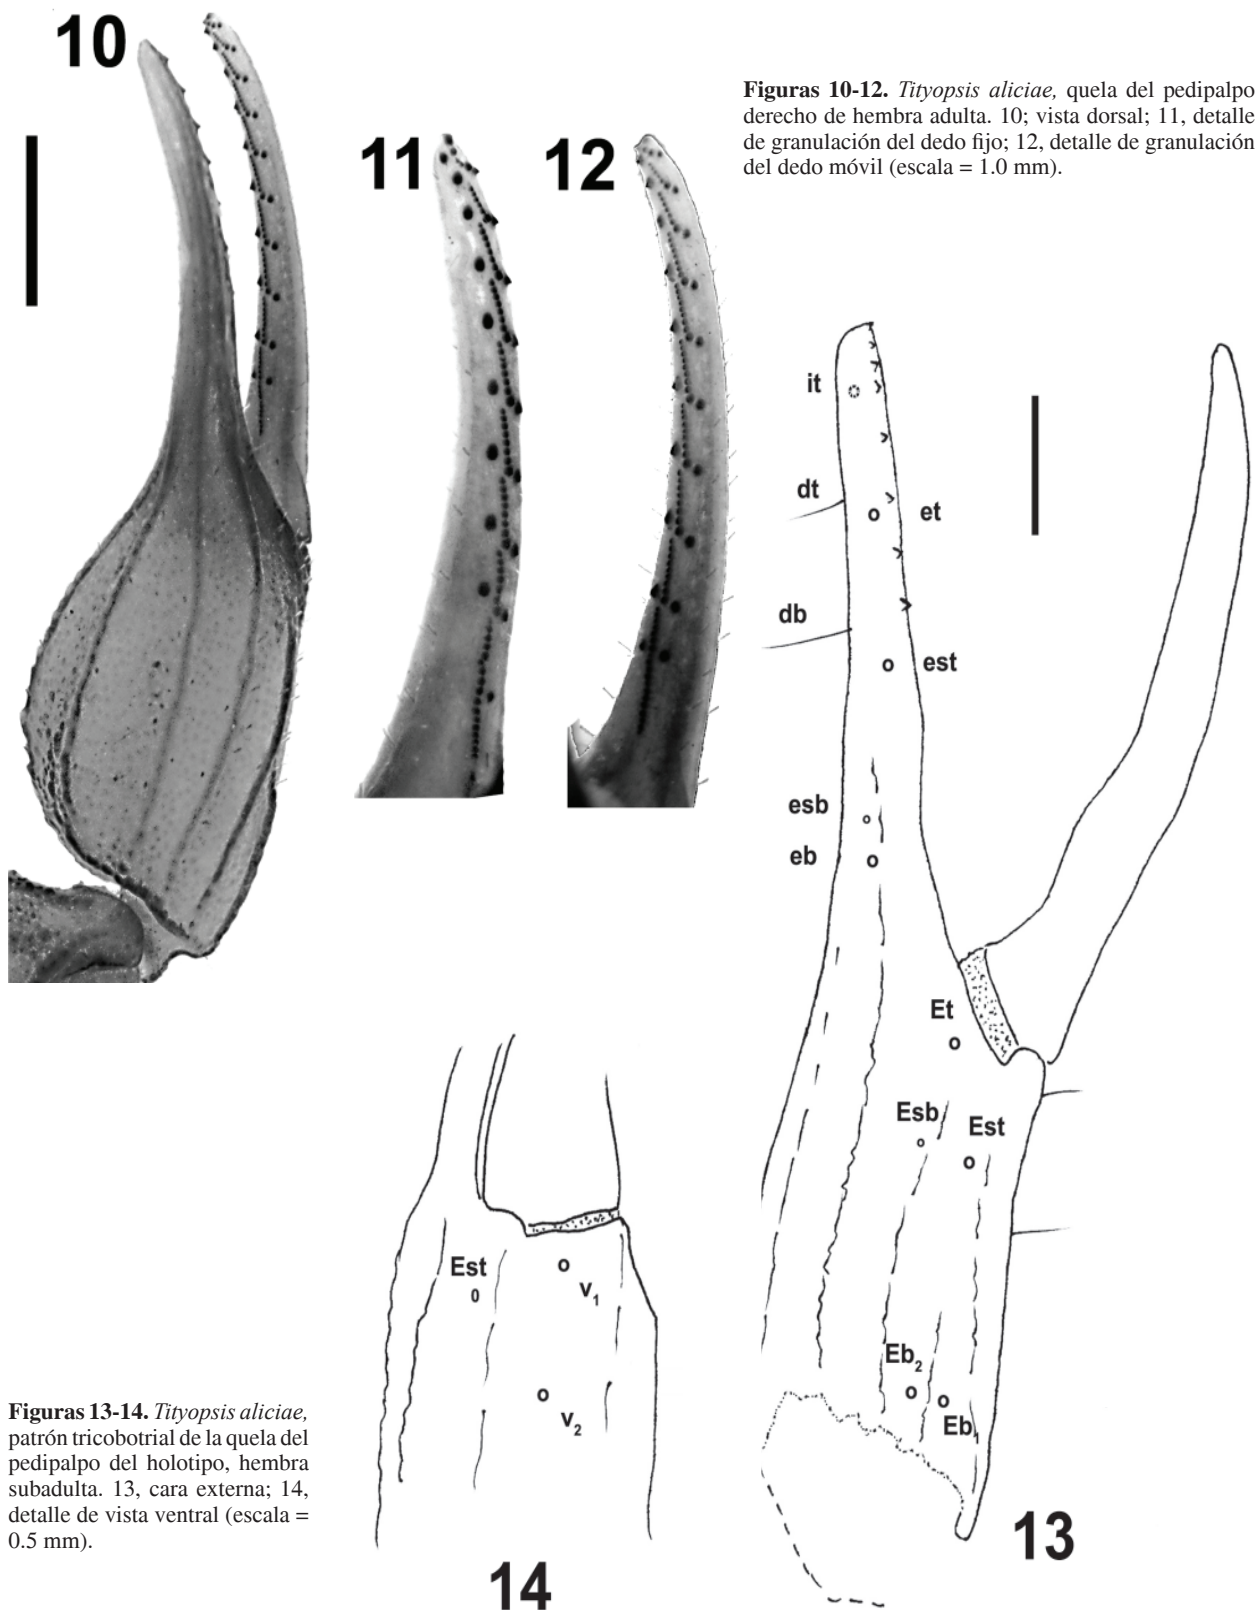 10
11
12
Figuras 10-12. Tityopsis aliciae, quela del pedipalpo
derecho de hembra adulta. 10; vista dorsal; 11, detalle
de granulación del dedo fijo; 12, detalle de granulación
del dedo móvil (escala = 1.0 mm).
it
dt
et
db
est
esb
eb
Et
Esb
Est
Eb2
Eb
13
Est
v1
v2
14
Figuras 13-14. Tityopsis aliciae,
patrón tricobotrial de la quela del
pedipalpo del holotipo, hembra
subadulta. 13, cara externa; 14,
detalle de vista ventral (escala =
0.5 mm).